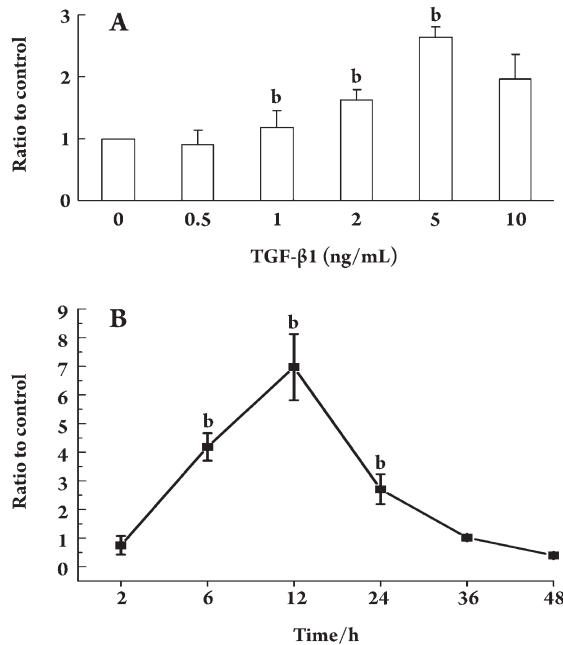 A
Ratio to control
3
2
1
0
b
b
b
0 0.5 1 2 5 10
TGF-β1 (ng/mL)
B
Ratio to control
9
8
7
6
5
4
3
2
1
0
b
b
b
2 6 12 24 36 48
Time/h